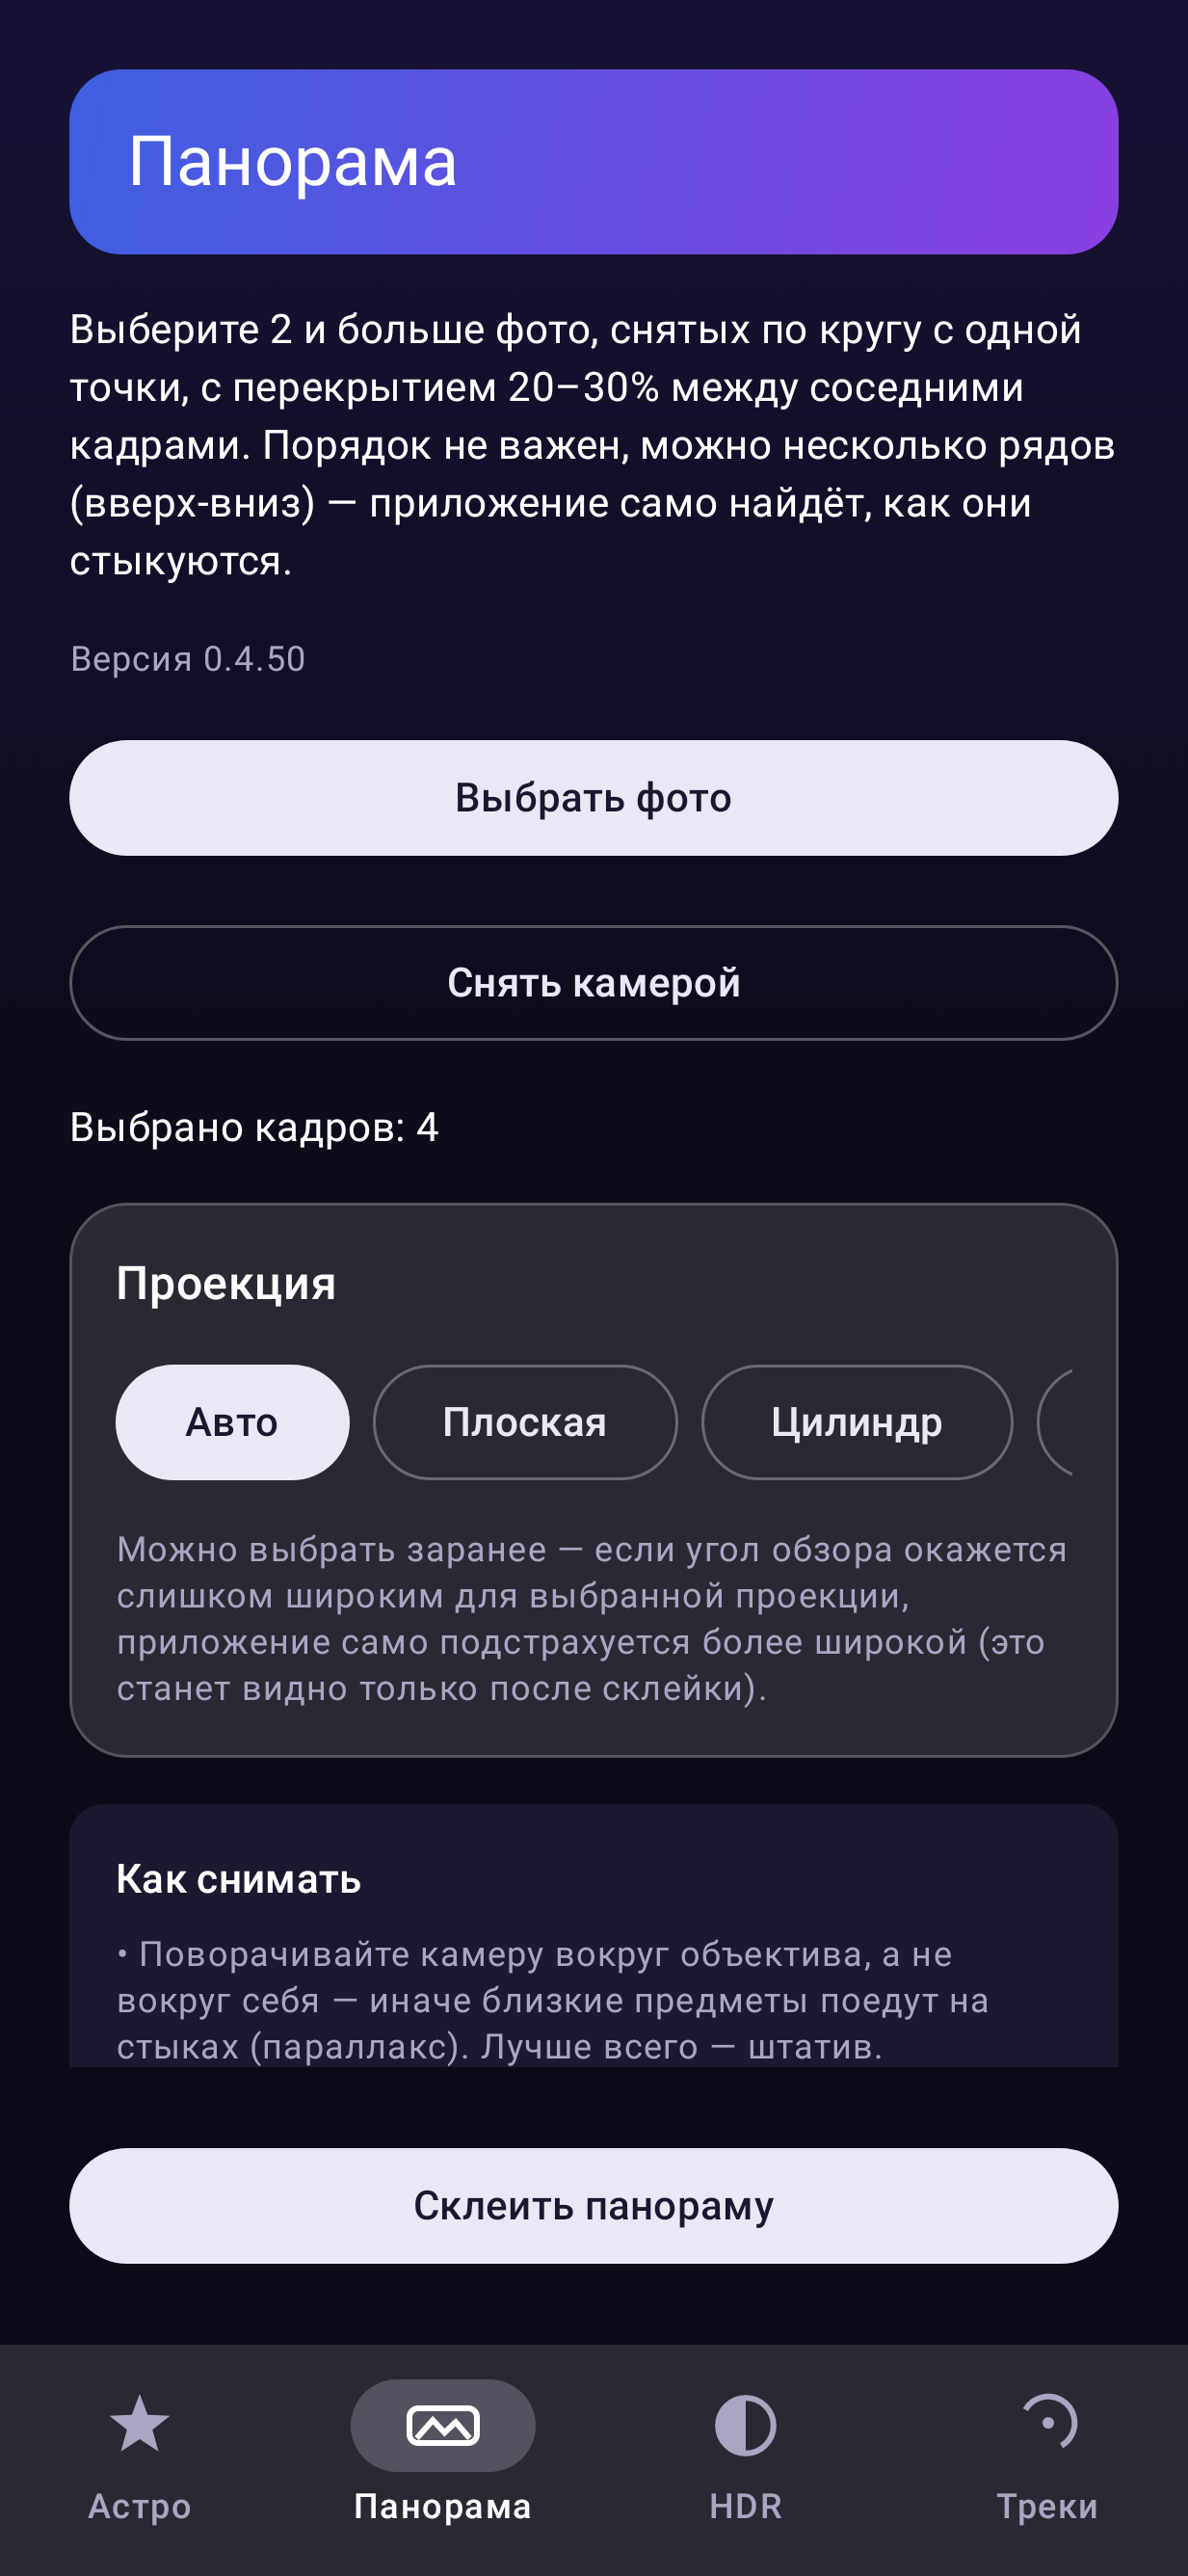 Панорама
Выберите 2 и больше фото, снятых по кругу с одной
точки, с перекрытием 20–30% между соседними
кадрами. Порядок не важен, можно несколько рядов
(вверх-вниз) — приложение само найдёт, как они
стыкуются.
Версия 0.4.50
Выбрать фото
Снять камерой
Выбрано кадров: 4
Проекция
Авто
Плоская
Цилиндр
Можно выбрать заранее — если угол обзора окажется
слишком широким для выбранной проекции,
приложение само подстрахуется более широкой (это
станет видно только после склейки).
Как снимать
• Поворачивайте камеру вокруг объектива, а не
вокруг себя — иначе близкие предметы поедут на
стыках (параллакс). Лучше всего — штатив.
Склеить панораму
Астро
Панорама
HDR
Треки